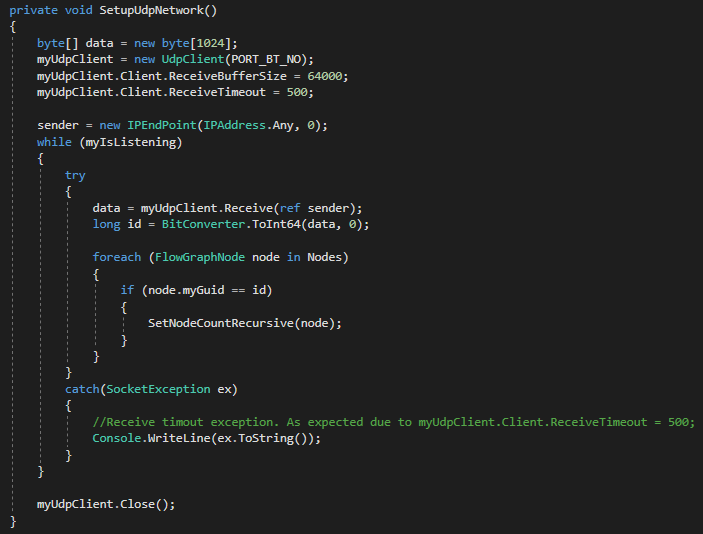 private void SetupUdpNetwork()
{
    byte[] data = new byte[1024];
    myUdpClient = new UdpClient(PORT_BT_NO);
    myUdpClient.Client.ReceiveBufferSize = 64000;
    myUdpClient.Client.ReceiveTimeout = 500;

    sender = new IPEndPoint(IPAddress.Any, 0);
    while (myIsListening)
    {
        try
        {
            data = myUdpClient.Receive(ref sender);
            long id = BitConverter.ToInt64(data, 0);

            foreach (FlowGraphNode node in Nodes)
            {
                if (node.myGuid == id)
                {
                    SetNodeCountRecursive(node);
                }
            }
        }
        catch(SocketException ex)
        {
            //Receive timout exception. As expected due to myUdpClient.Client.ReceiveTimeout = 500;
            Console.WriteLine(ex.ToString());
        }
    }

    myUdpClient.Close();
}